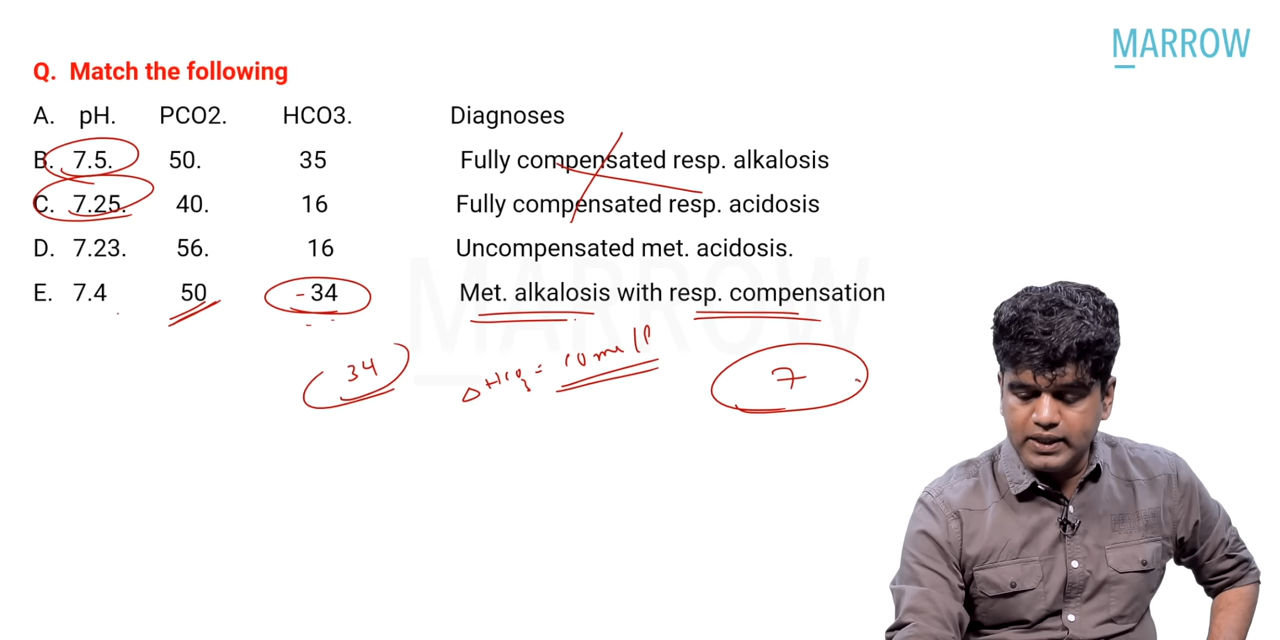 MARROW
Q. Match the following
A. pH. PCO2. HCO3. Diagnoses
B. 7.5. 50. 35 Fully compensated resp. alkalosis
C. 7.25. 40. 16 Fully compensated resp. acidosis
D. 7.23. 56. 16 Uncompensated met. acidosis.
E. 7.4 50 -34 Met. alkalosis with resp. compensation
MARROW
34 Δ HCO3 = 7